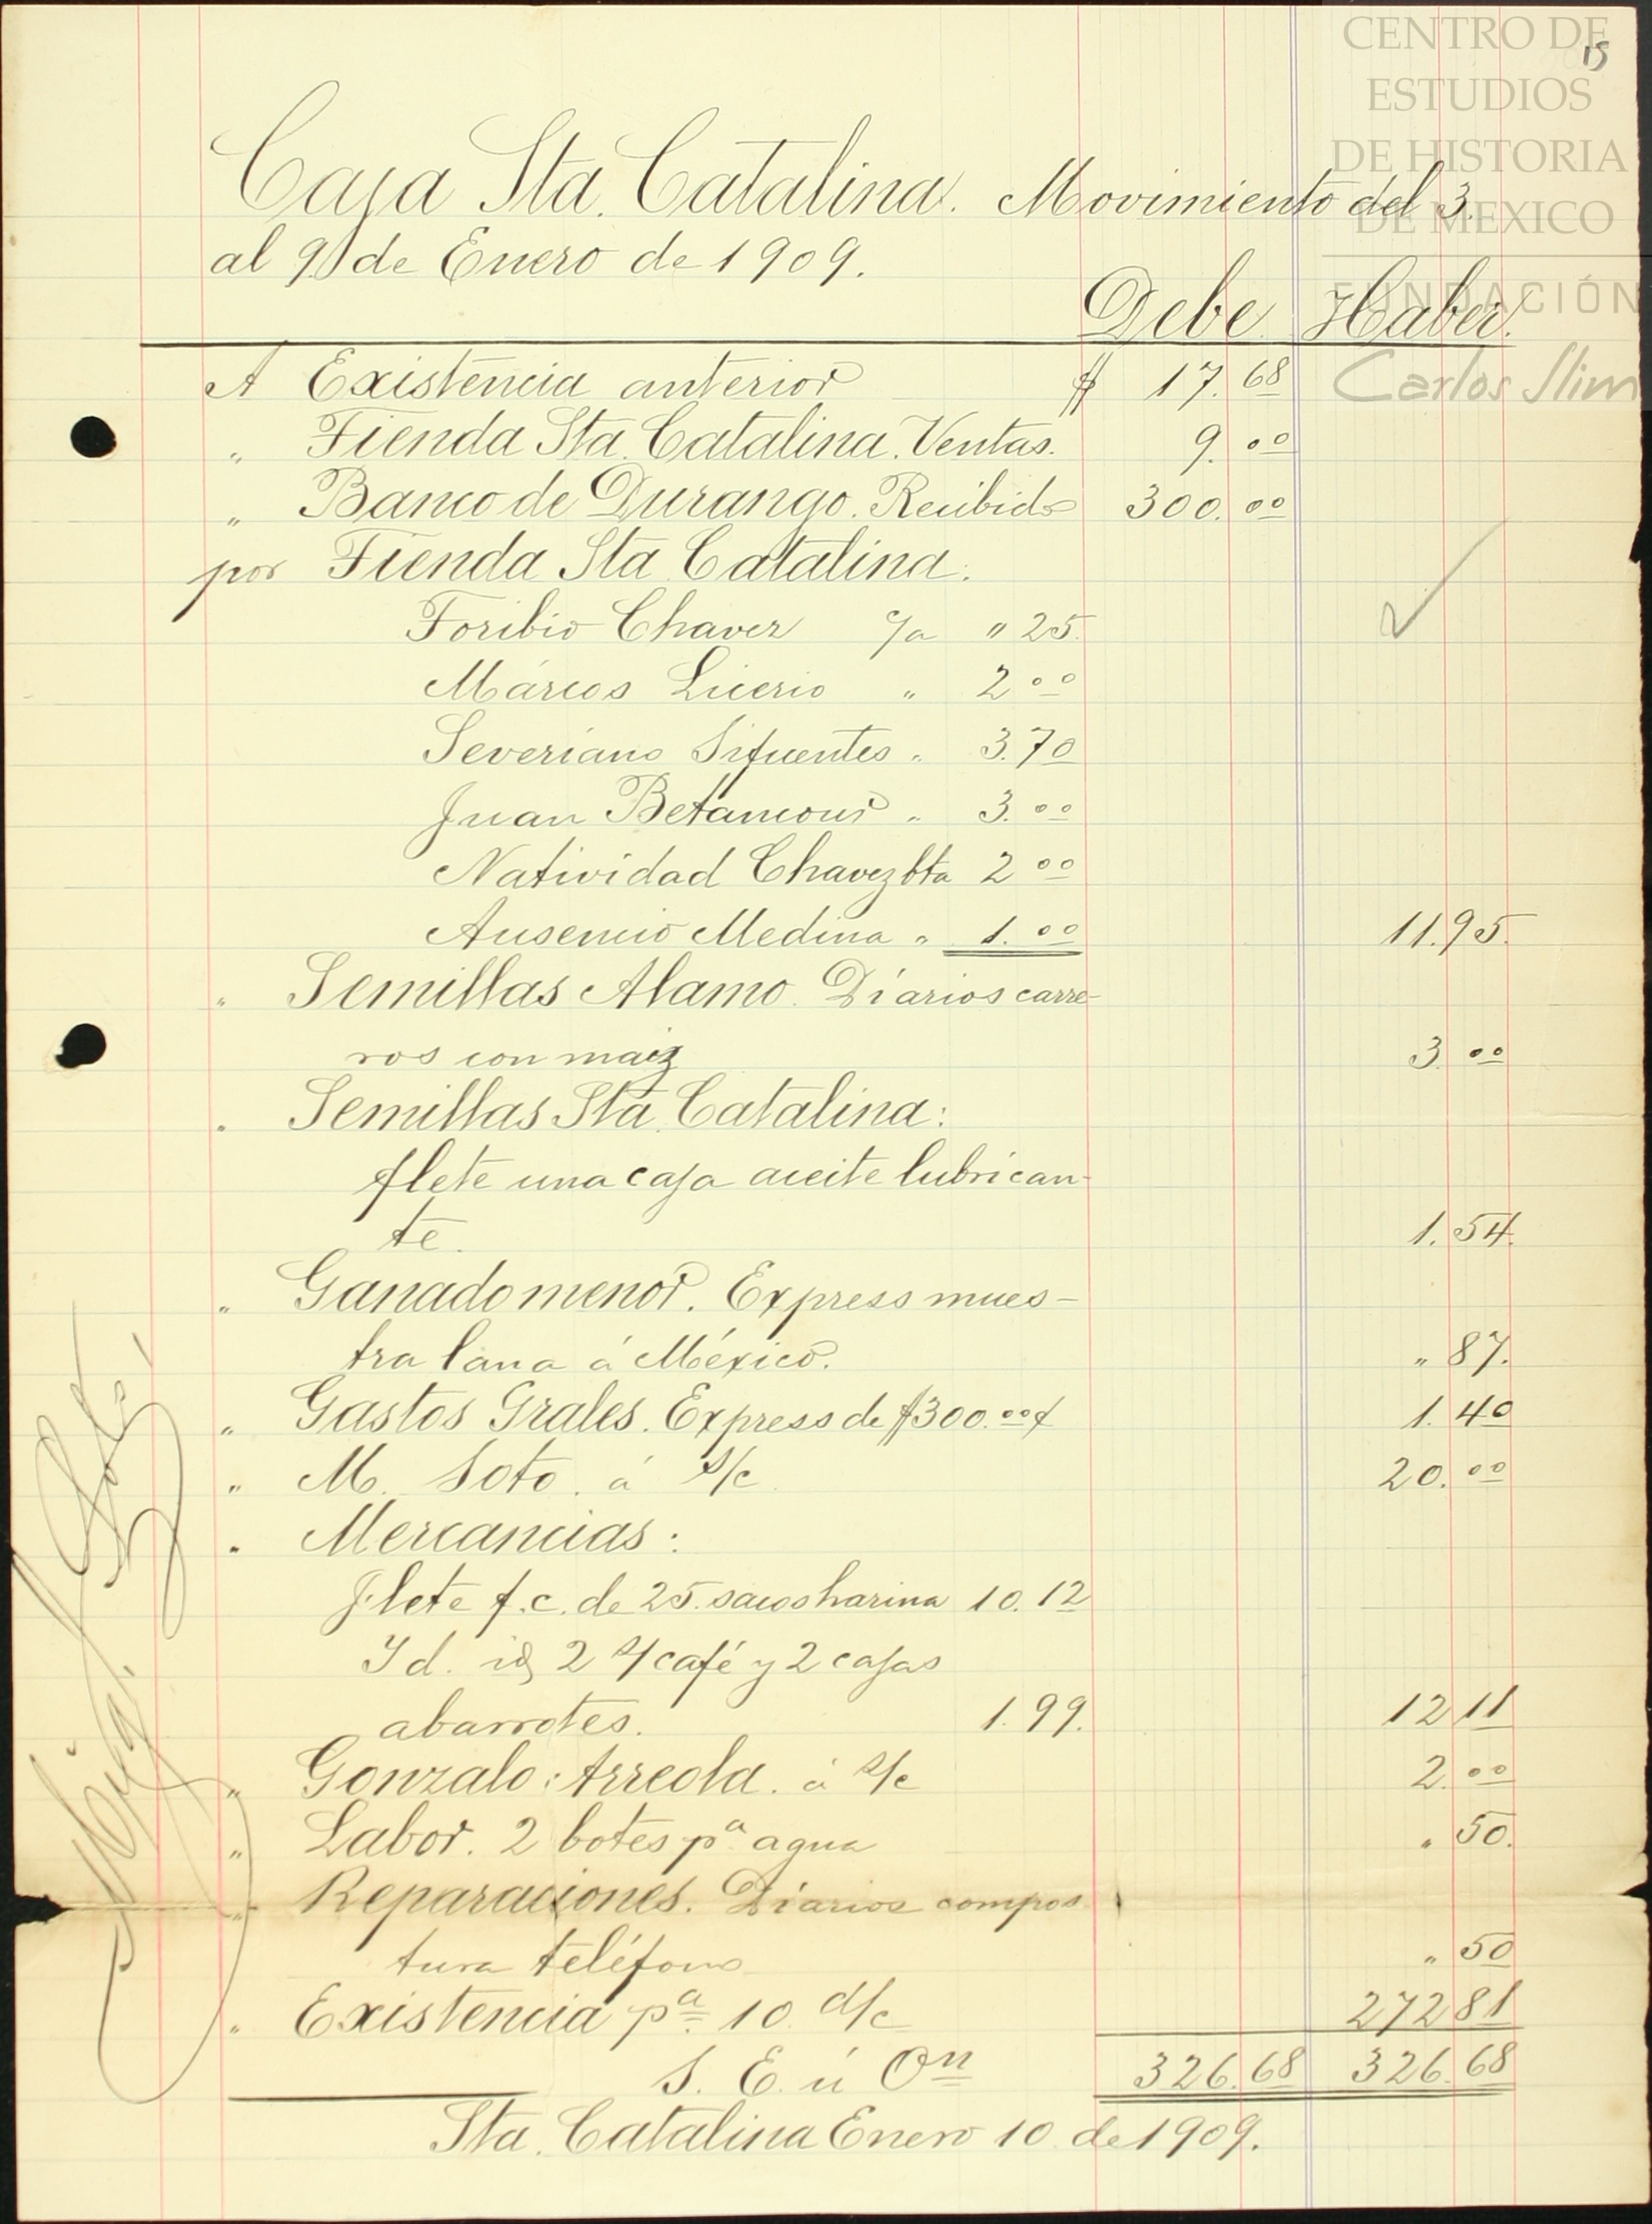 CENTRO DE
ESTUDIOS
DE HISTORIA
DE MEXICO
FUNDACIÓN
Carlos Slim
15
Caja Sta. Catalina. Movimiento del 3.
al 9 de Enero de 1909.
Debe Haber.
A Existencia anterior $ 17.68
" Tienda Sta. Catalina. Ventas. 9.00
" Banco de Durango. Recibido 300.00
por Tienda Sta Catalina:
Toribio Chavez c/a " 25.
Márcos Licerio " 2 00
Severiano Sifuentes " 3.70
Juan Betancour " 3.00
Natividad Chavez bta 2 00
Ausencio Medina " 1.00 11.95.
" Semillas Alamo. Diarios carre-
ros con maiz 3.00
" Semillas Sta. Catalina:
flete una caja aceite lubrican-
te. 1.54.
" Ganado menor. Express mues-
tra lana á México. " 87.
" Gastos Grales. Express de $300.00 1.40
" M. Soto. á s/c 20.00
" Mercancias:
flete f.c. de 25. sacos harina 10.12
Id. id, 2 s/ café y 2 cajas
abarrotes. 1.99. 12 11
" Gonzalo Arreola. á s/c 2.00
" Labor. 2 botes pa agua " 50.
" Reparaciones. Diarios compos
tura teléfono " 50
" Existencia pa. 10. d/c 272 81
S. E. ú On 326.68 326.68
Sta. Catalina Enero 10 de 1909.